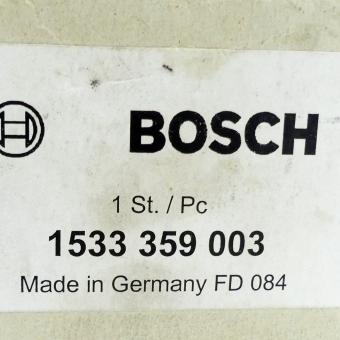 BOSCH
1 St. / Pc
1533 359 003
Made in Germany FD 084